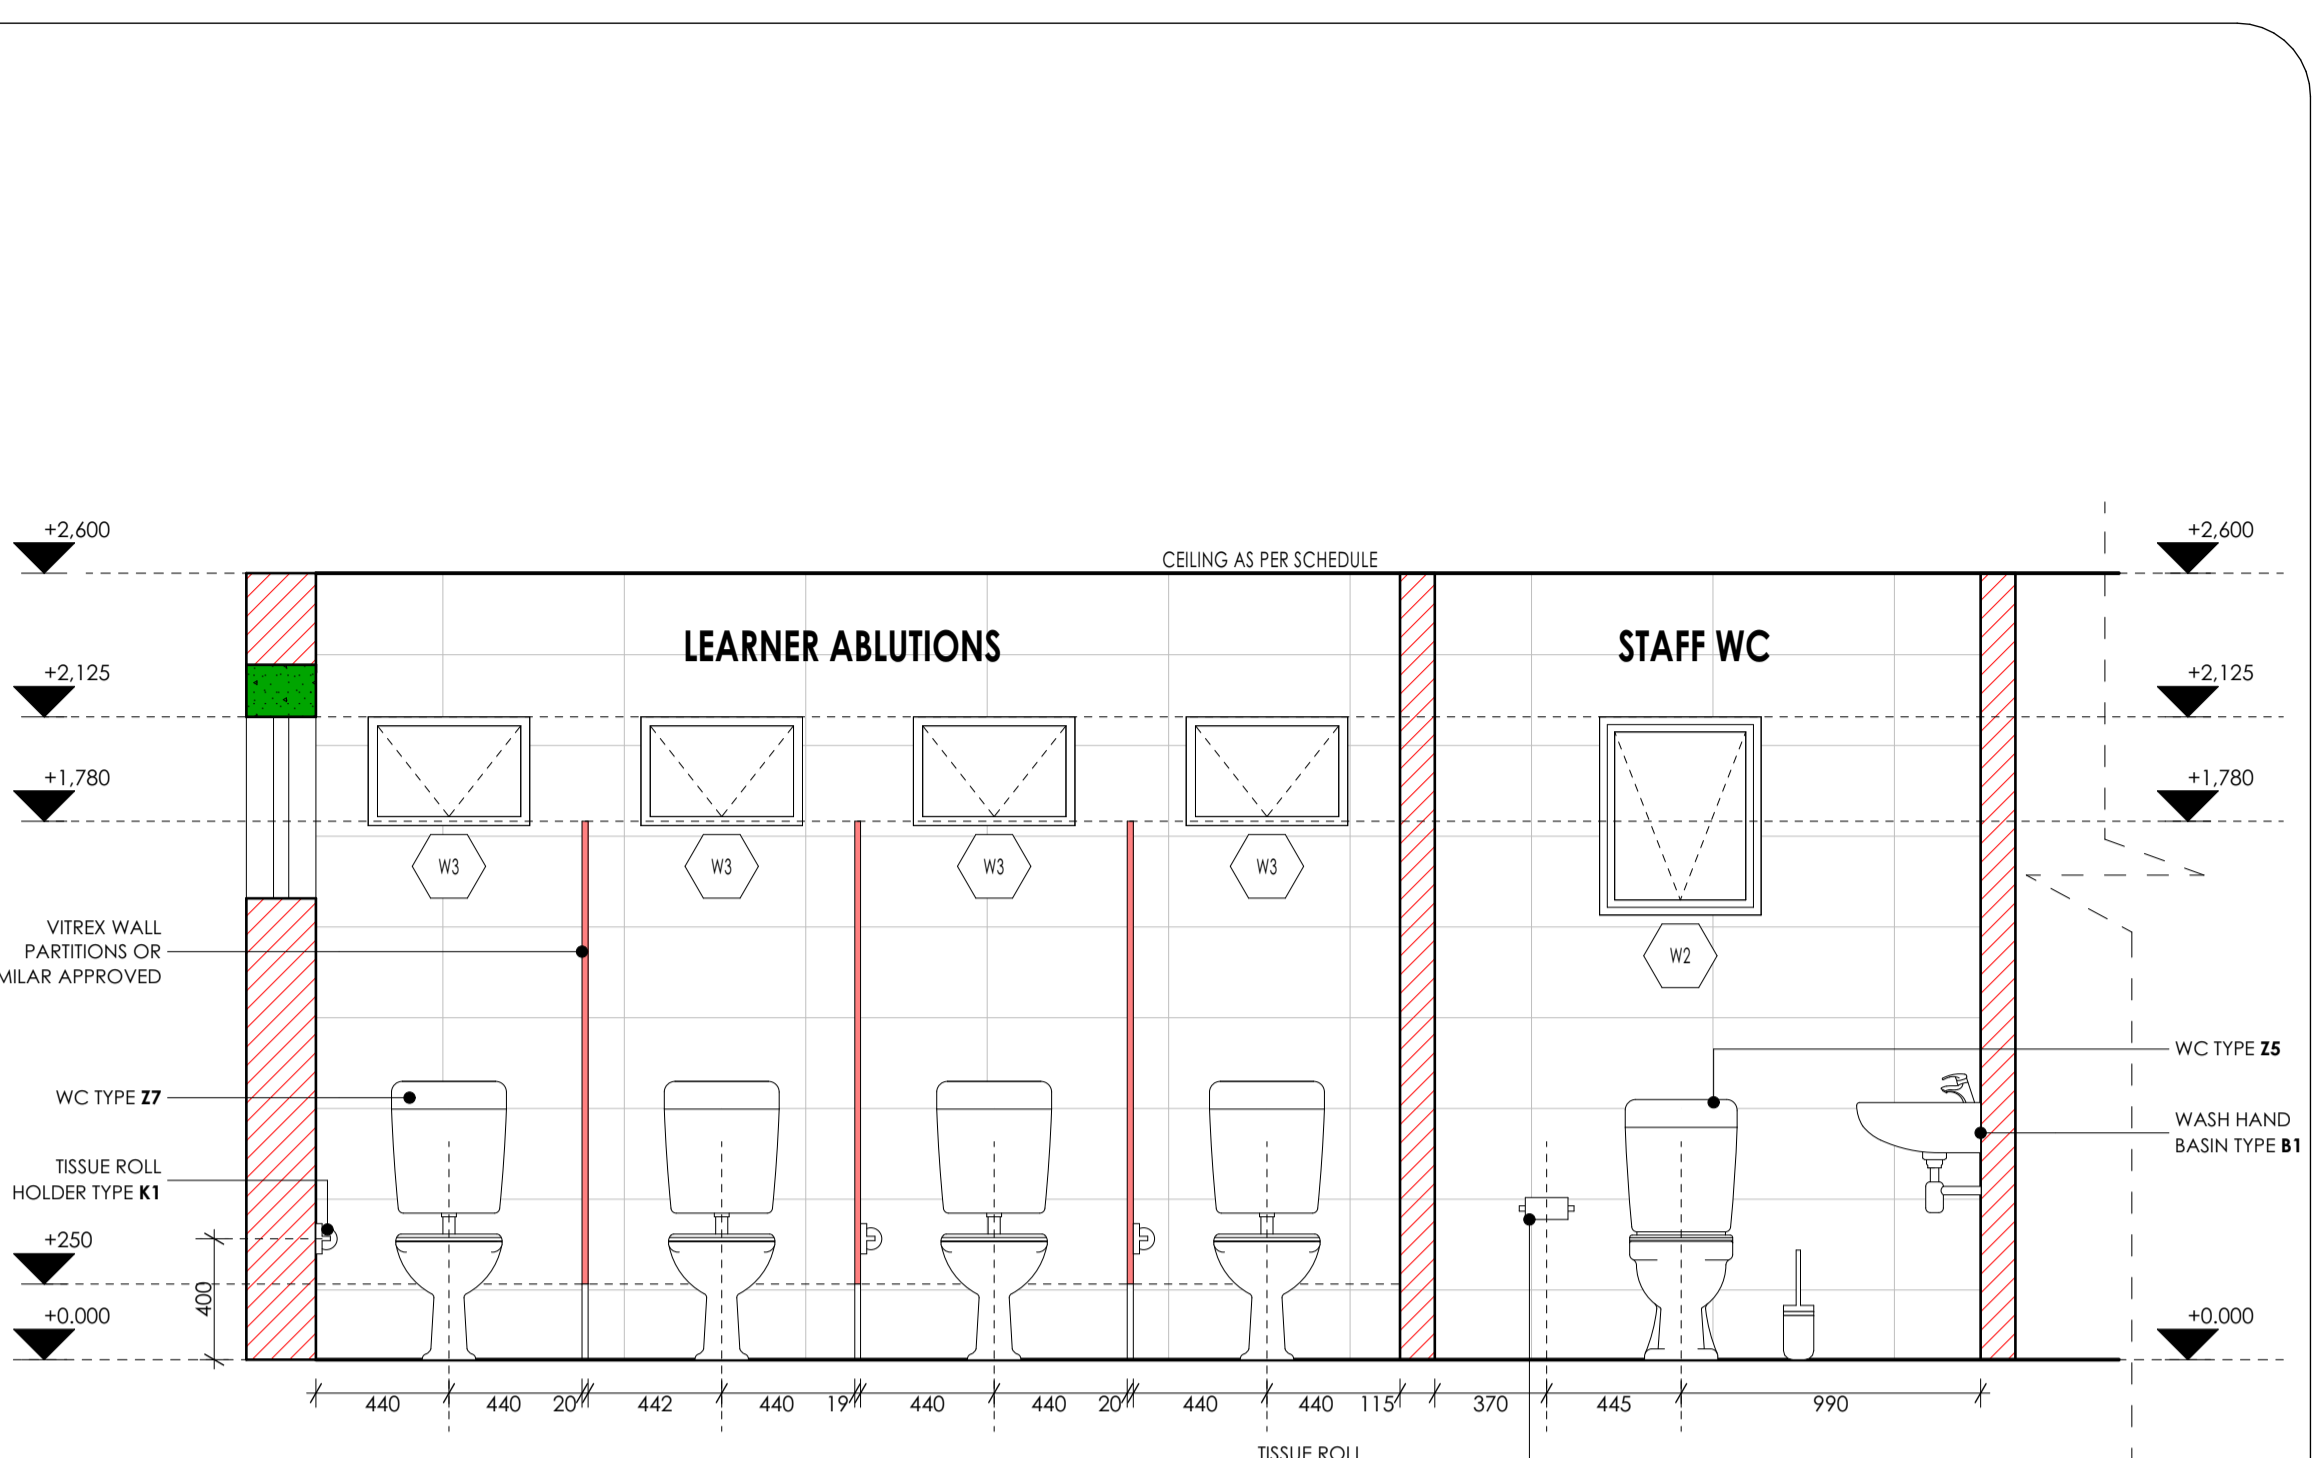 +2,600
+2,600
CEILING AS PER SCHEDULE
LEARNER ABLUTIONS
STAFF WC
+2,125
+2,125
+1,780
+1,780
W3
W3
W3
W3
VITREX WALL
PARTITIONS OR
MILAR APPROVED
W2
WC TYPE Z5
WC TYPE Z7
WASH HAND
BASIN TYPE B1
TISSUE ROLL
HOLDER TYPE K1
+250
400
+0.000
+0.000
440 440 20 442 440 19 440 440 20 440 440 115 370 445 990
TISSUE ROLL